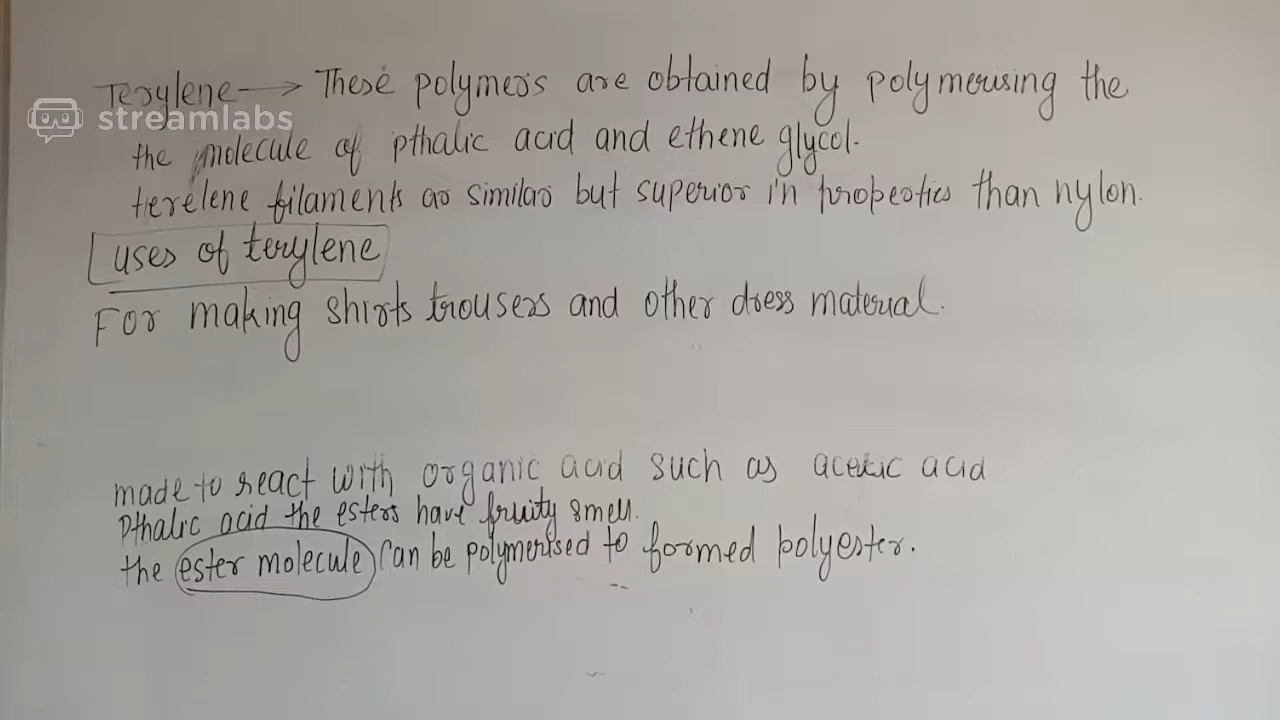 Terylene → These polymers are obtained by polymerising the
streamlabs
the molecule of pthalic acid and ethene glycol.
terelene filaments ar similar but superior in properties than nylon.
uses of terylene
For making shirts trousers and other dress material.
made to react with organic acid such as acetic acid
Pthalic acid the esters have fruity smell.
the ester molecule can be polymerised to formed polyester.